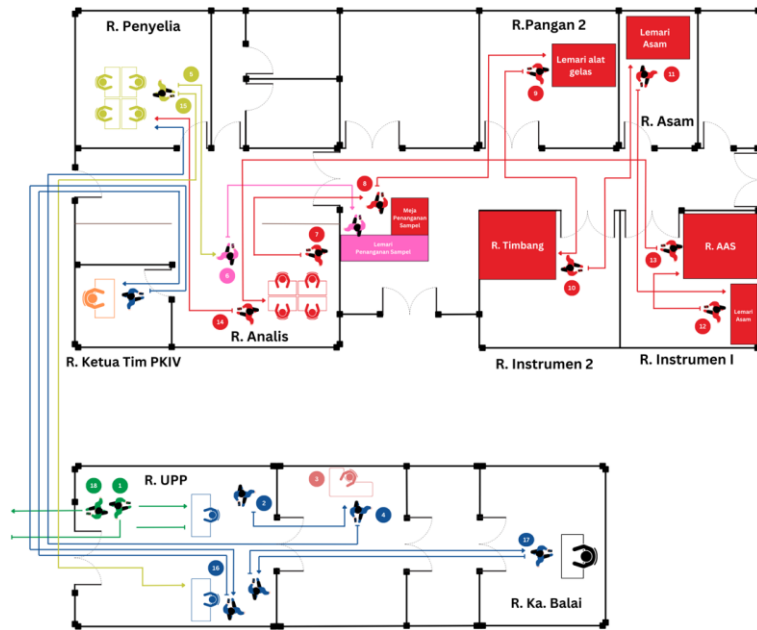 R. Penyelia
R.Pangan 2
Lemari
Asam
Lemari alat
gelas
5
15
9
11
R. Asam
8
Meja
Penanganan
Sampel
7
Lemari
Penanganan Sampel
6
R. Timbang
13
R. AAS
10
14
R. Analis
12
Lemari
Asam
R. Ketua Tim PKIV
R. Instrumen 2
R. Instrumen I
R. UPP
18
1
2
3
4
16
17
R. Ka. Balai